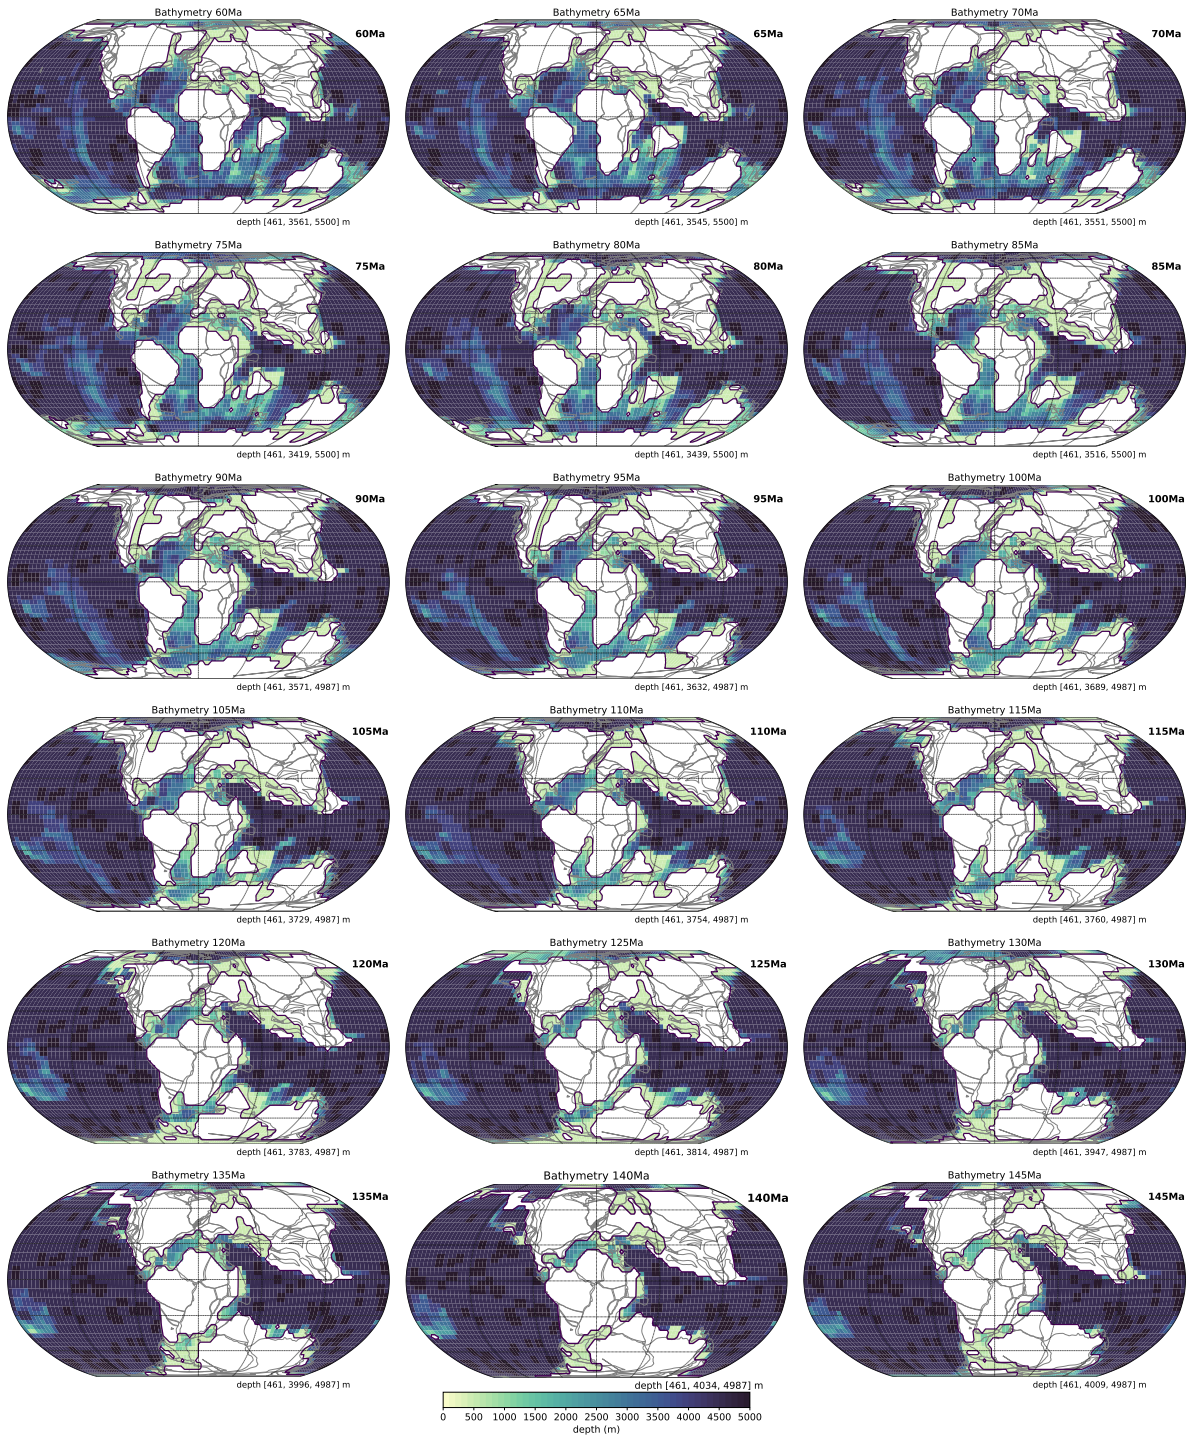 Bathymetry 60Ma
60Ma
depth [461, 3561, 5500] m
Bathymetry 65Ma
65Ma
depth [461, 3545, 5500] m
Bathymetry 70Ma
70Ma
depth [461, 3551, 5500] m
Bathymetry 75Ma
75Ma
depth [461, 3419, 5500] m
Bathymetry 80Ma
80Ma
depth [461, 3439, 5500] m
Bathymetry 85Ma
85Ma
depth [461, 3516, 5500] m
Bathymetry 90Ma
90Ma
depth [461, 3571, 4987] m
Bathymetry 95Ma
95Ma
depth [461, 3632, 4987] m
Bathymetry 100Ma
100Ma
depth [461, 3689, 4987] m
Bathymetry 105Ma
105Ma
depth [461, 3729, 4987] m
Bathymetry 110Ma
110Ma
depth [461, 3754, 4987] m
Bathymetry 115Ma
115Ma
depth [461, 3760, 4987] m
Bathymetry 120Ma
120Ma
depth [461, 3783, 4987] m
Bathymetry 125Ma
125Ma
depth [461, 3814, 4987] m
Bathymetry 130Ma
130Ma
depth [461, 3947, 4987] m
Bathymetry 135Ma
135Ma
depth [461, 3996, 4987] m
Bathymetry 140Ma
140Ma
depth [461, 4034, 4987] m
Bathymetry 145Ma
145Ma
depth [461, 4009, 4987] m
0 500 1000 1500 2000 2500 3000 3500 4000 4500 5000
depth (m)